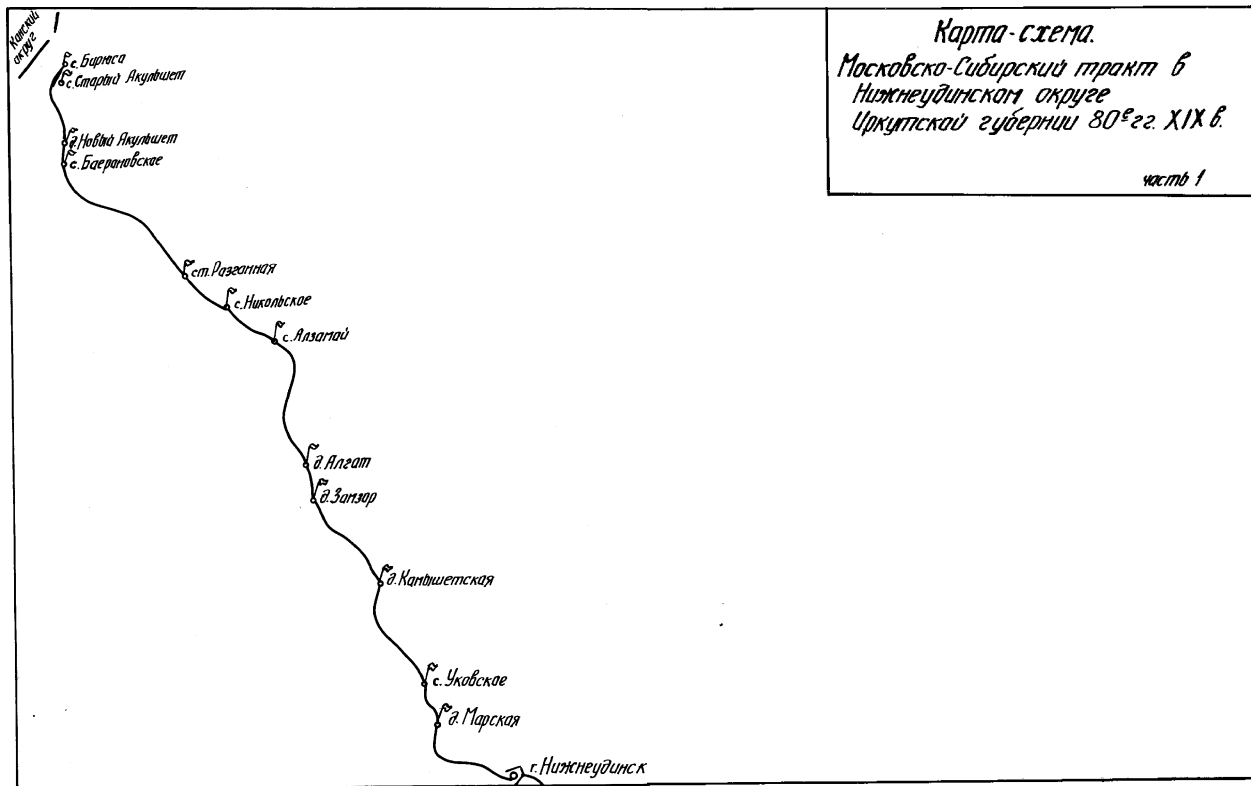 Канский
округ
с. Бирюса
с. Старый Акульшет
д. Новый Акульшет
с. Баерановское
ст. Разгонная
с. Никольское
с. Алзамай
д. Алгат
д. Замзор
д. Камышетская
с. Уковское
д. Марская
г. Нижнеудинск
Карта-схема.
Московско-Сибирский тракт в
Нижнеудинском округе
Иркутской губернии 80е гг. XIX в.
часть 1